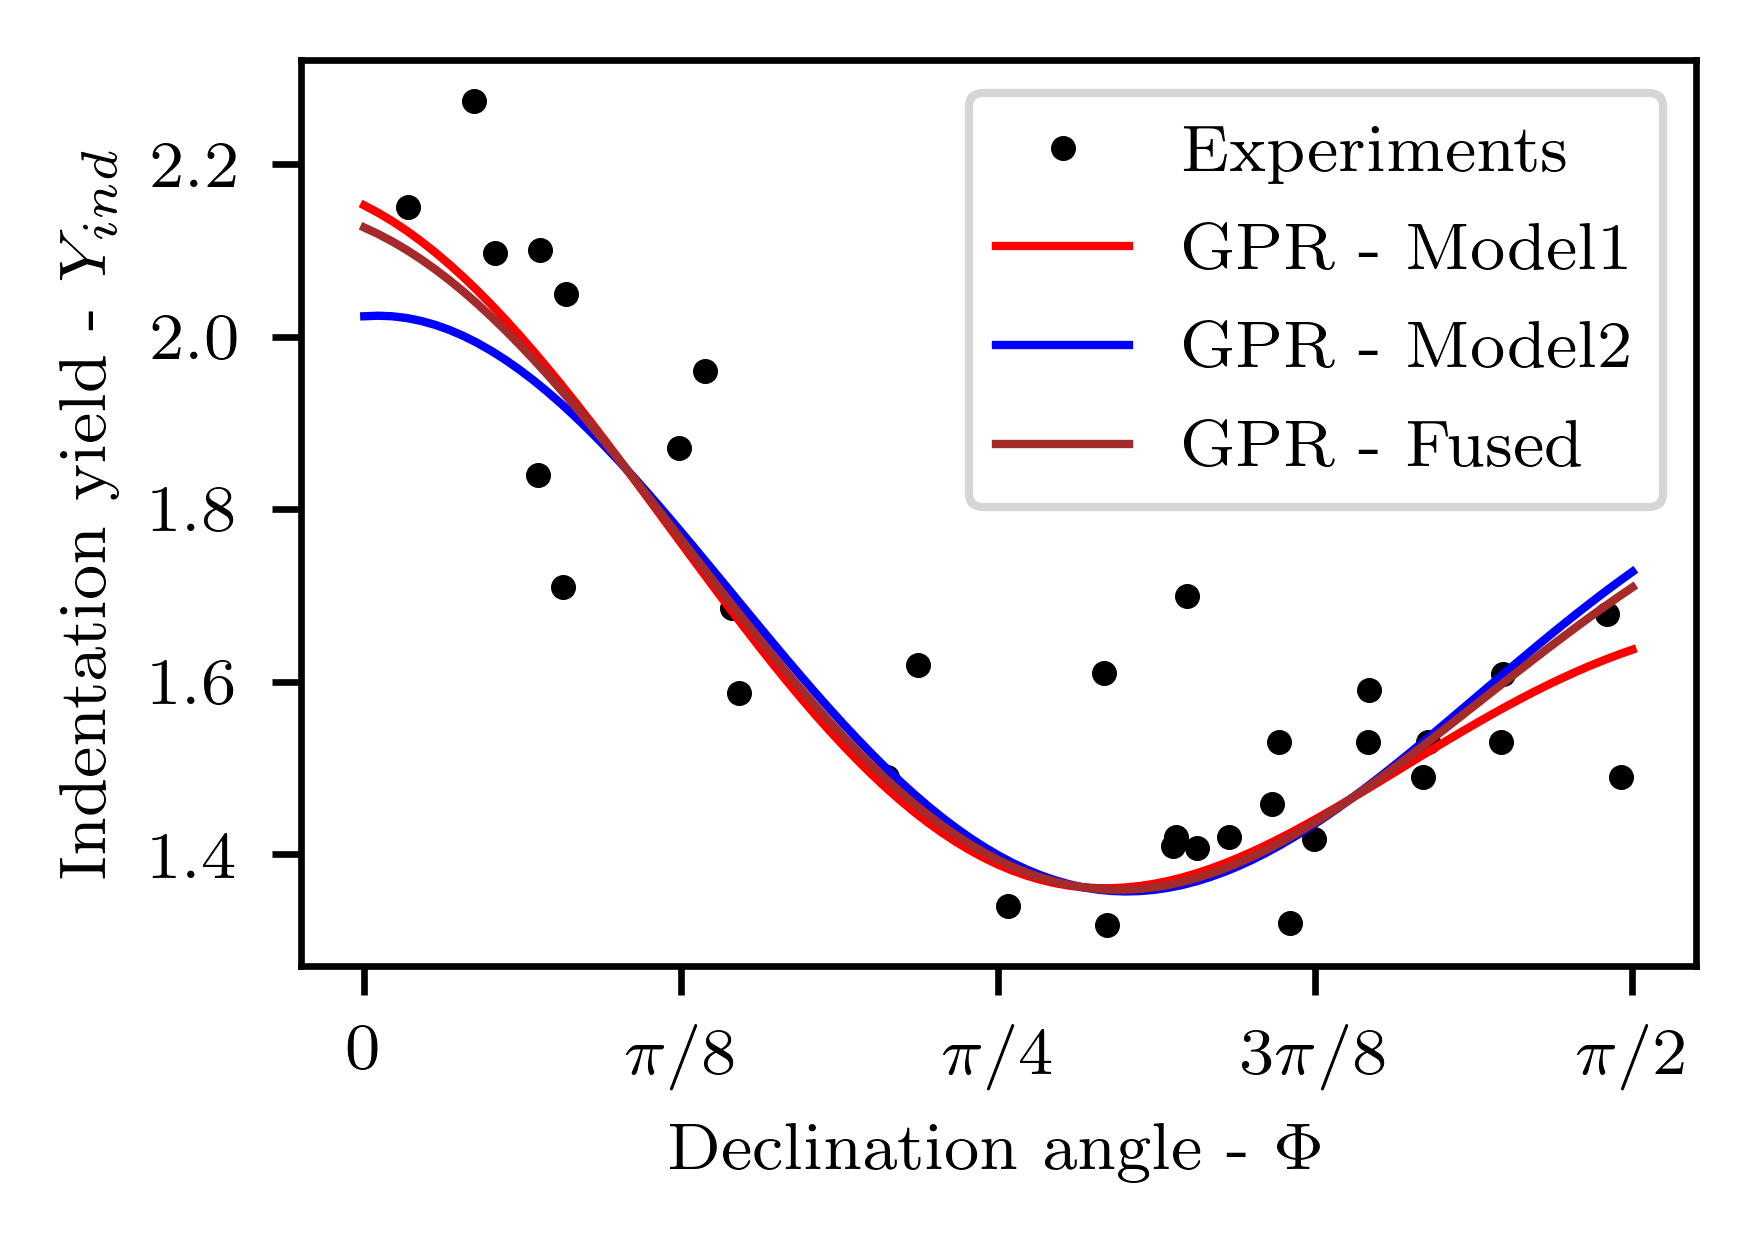 Indentation yield - Y_ind
2.2
2.0
1.8
1.6
1.4
Experiments
GPR - Model1
GPR - Model2
GPR - Fused
0 π/8 π/4 3π/8 π/2
Declination angle - Φ